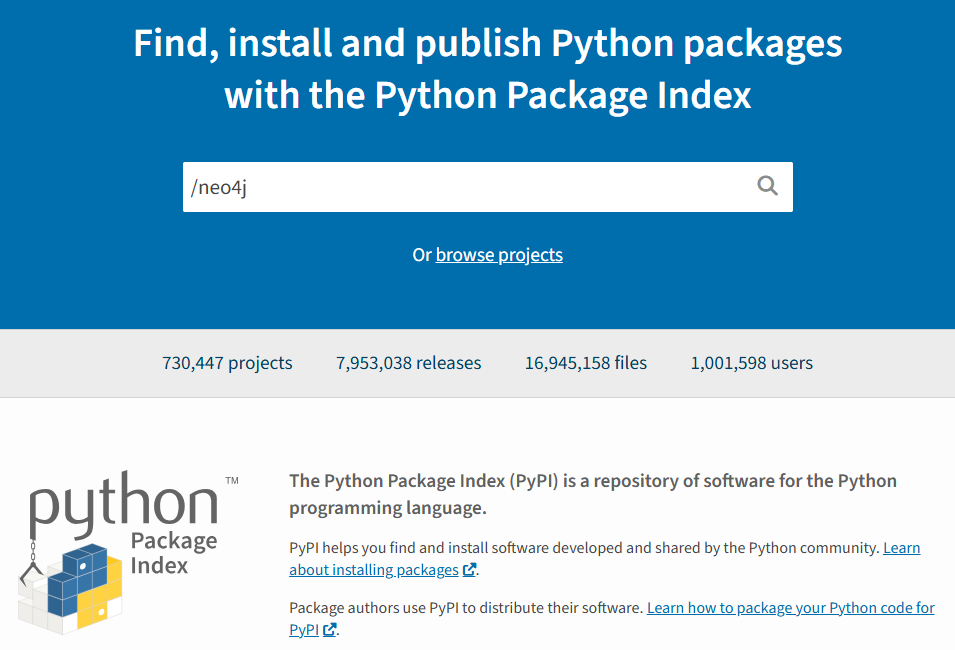 Find, install and publish Python packages
with the Python Package Index
/neo4j
Or browse projects
730,447 projects 7,953,038 releases 16,945,158 files 1,001,598 users
python TM
Package
Index
The Python Package Index (PyPI) is a repository of software for the Python
programming language.
PyPI helps you find and install software developed and shared by the Python community. Learn
about installing packages.
Package authors use PyPI to distribute their software. Learn how to package your Python code for
PyPI.